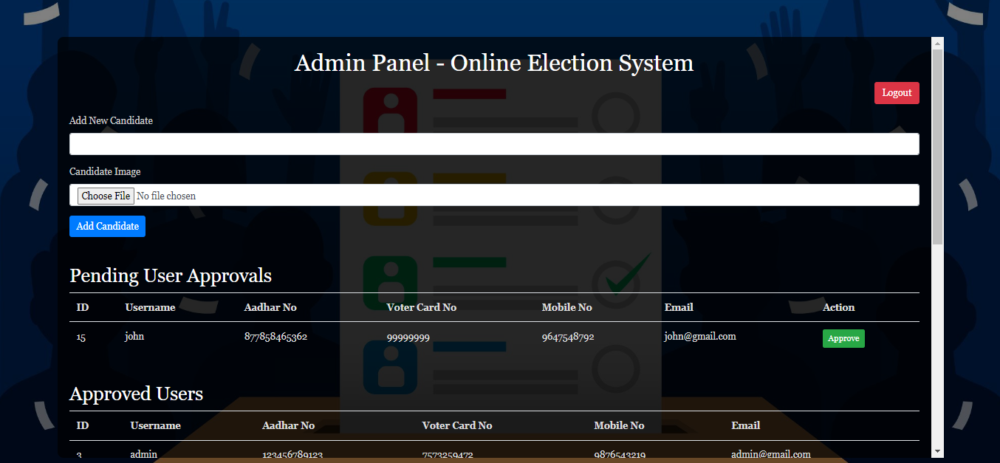 Admin Panel - Online Election System
Logout
Add New Candidate
Candidate Image
Choose File No file chosen
Add Candidate
Pending User Approvals
ID Username Aadhar No Voter Card No Mobile No Email Action
15 john 877858465362 99999999 9647548792 john@gmail.com Approve
Approved Users
ID Username Aadhar No Voter Card No Mobile No Email
3 admin 123456789123 7573259472 9876543219 admin@gmail.com